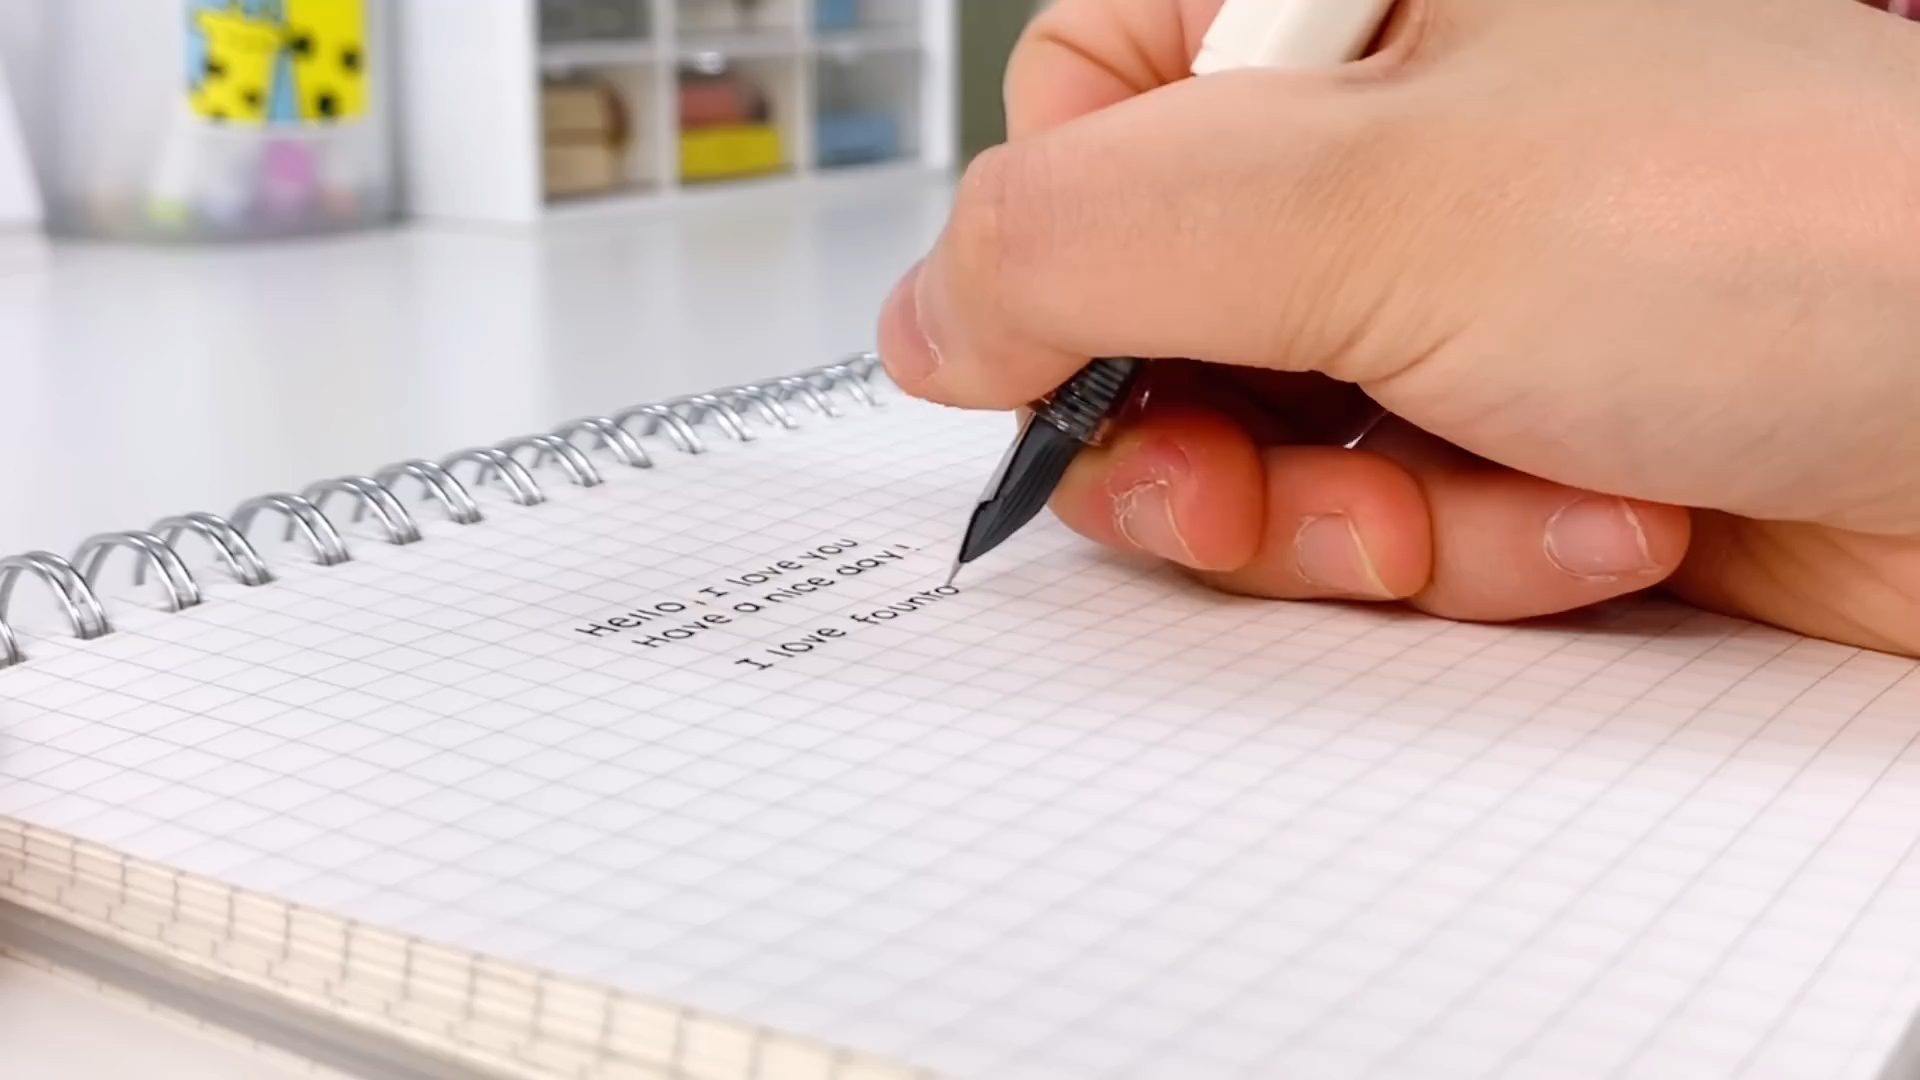 Hello, I love you
Have a nice day!
I love founta